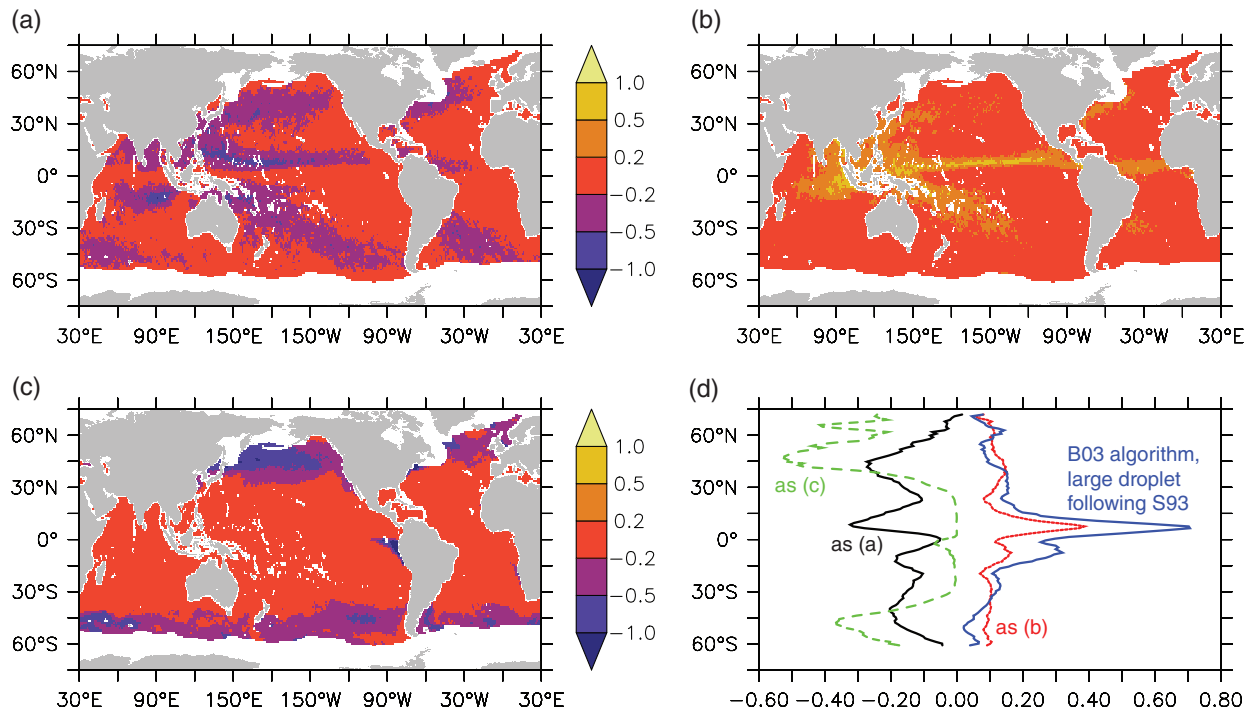 (a)
60°N
30°N
0°
30°S
60°S
30°E 90°E 150°E 150°W 90°W 30°W 30°E
1.0
0.5
0.2
−0.2
−0.5
−1.0
(b)
60°N
30°N
0°
30°S
60°S
30°E 90°E 150°E 150°W 90°W 30°W 30°E
(c)
60°N
30°N
0°
30°S
60°S
30°E 90°E 150°E 150°W 90°W 30°W 30°E
1.0
0.5
0.2
−0.2
−0.5
−1.0
(d)
60°N
30°N
0°
30°S
60°S
−0.60 −0.40 −0.20 0.00 0.20 0.40 0.60 0.80
as (c)
as (a)
as (b)
B03 algorithm,
large droplet
following S93